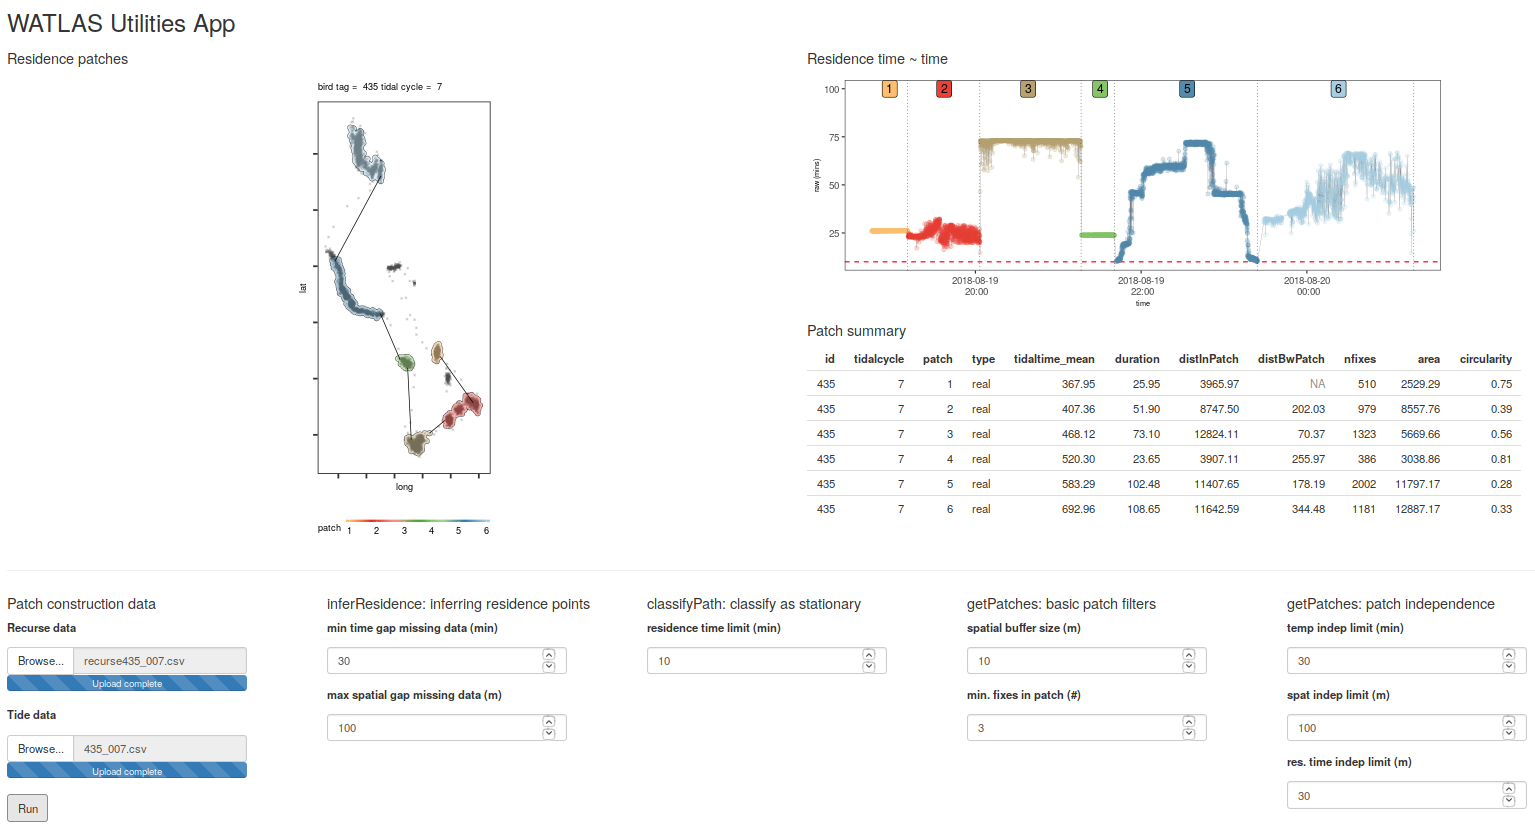 WATLAS Utilities App
Residence patches
bird tag =  435 tidal cycle =  7
lat
long
patch
1 2 3 4 5 6
Residence time ~ time
1 2 3 4 5 6
100
75
50
25
raw (mins)
2018-08-19 2018-08-19 2018-08-20
20:00 22:00 00:00
time
Patch summary
id tidalcycle patch type tidaltime_mean duration distInPatch distBwPatch nfixes area circularity
435 7 1 real 367.95 25.95 3965.97 NA 510 2529.29 0.75
435 7 2 real 407.36 51.90 8747.50 202.03 979 8557.76 0.39
435 7 3 real 468.12 73.10 12824.11 70.37 1323 5669.66 0.56
435 7 4 real 520.30 23.65 3907.11 255.97 386 3038.86 0.81
435 7 5 real 583.29 102.48 11407.65 178.19 2002 11797.17 0.28
435 7 6 real 692.96 108.65 11642.59 344.48 1181 12887.17 0.33
Patch construction data
Recurse data
Browse... recurse435_007.csv
Upload complete
Tide data
Browse... 435_007.csv
Upload complete
Run
inferResidence: inferring residence points
min time gap missing data (min)
30
max spatial gap missing data (m)
100
classifyPath: classify as stationary
residence time limit (min)
10
getPatches: basic patch filters
spatial buffer size (m)
10
min. fixes in patch (#)
3
getPatches: patch independence
temp indep limit (min)
30
spat indep limit (m)
100
res. time indep limit (m)
30